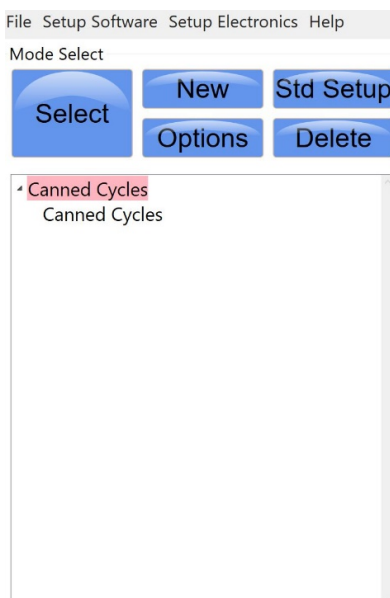 File Setup Software Setup Electronics Help
Mode Select
Select
New
Std Setup
Options
Delete
Canned Cycles
Canned Cycles